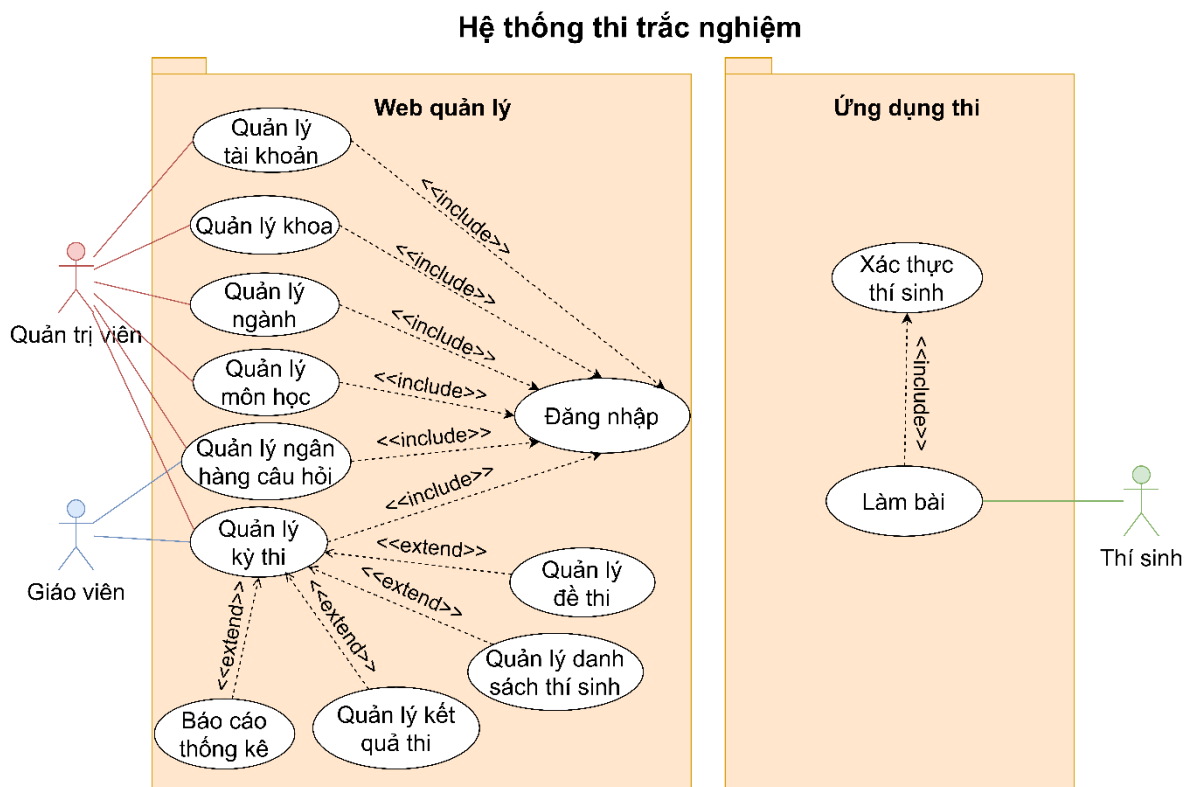 Hệ thống thi trắc nghiệm
Web quản lý
Quản lý
tài khoản
Quản lý khoa
Quản lý
ngành
Quản lý
môn học
Quản lý ngân
hàng câu hỏi
Quản lý
kỳ thi
Đăng nhập
<<include>>
<<include>>
<<include>>
<<include>>
<<include>>
<<include>>
<<extend>>
<<extend>>
<<extend>>
<<extend>>
Quản lý
đề thi
Quản lý danh
sách thí sinh
Quản lý kết
quả thi
Báo cáo
thống kê
Quản trị viên
Giáo viên
Ứng dụng thi
Xác thực
thí sinh
<<include>>
Làm bài
Thí sinh